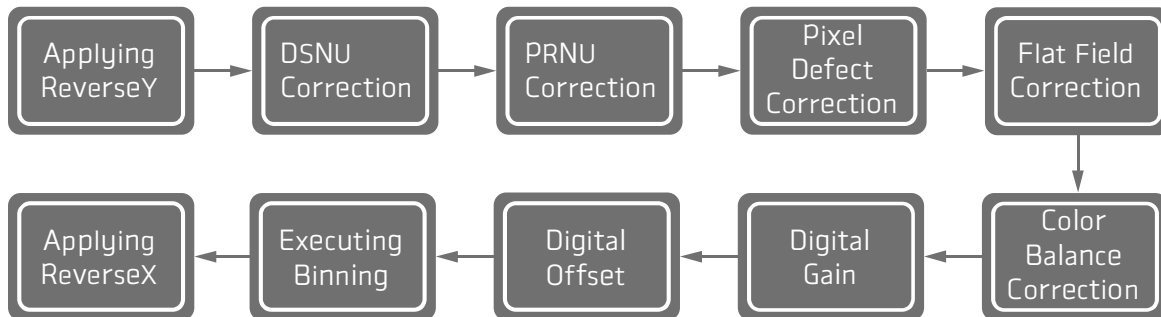 Applying
ReverseY
DSNU
Correction
PRNU
Correction
Pixel
Defect
Correction
Flat Field
Correction
Color
Balance
Correction
Digital
Gain
Digital
Offset
Executing
Binning
Applying
ReverseX